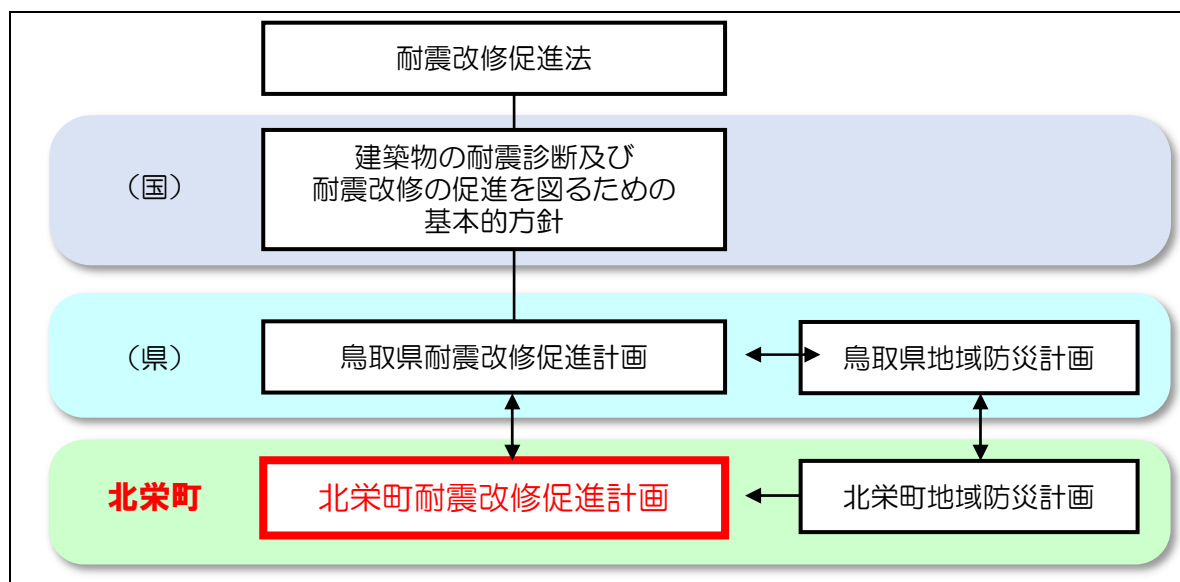 耐震改修促進法
（国）
建築物の耐震診断及び
耐震改修の促進を図るための
基本的方針
（県）
鳥取県耐震改修促進計画
鳥取県地域防災計画
北栄町
北栄町耐震改修促進計画
北栄町地域防災計画